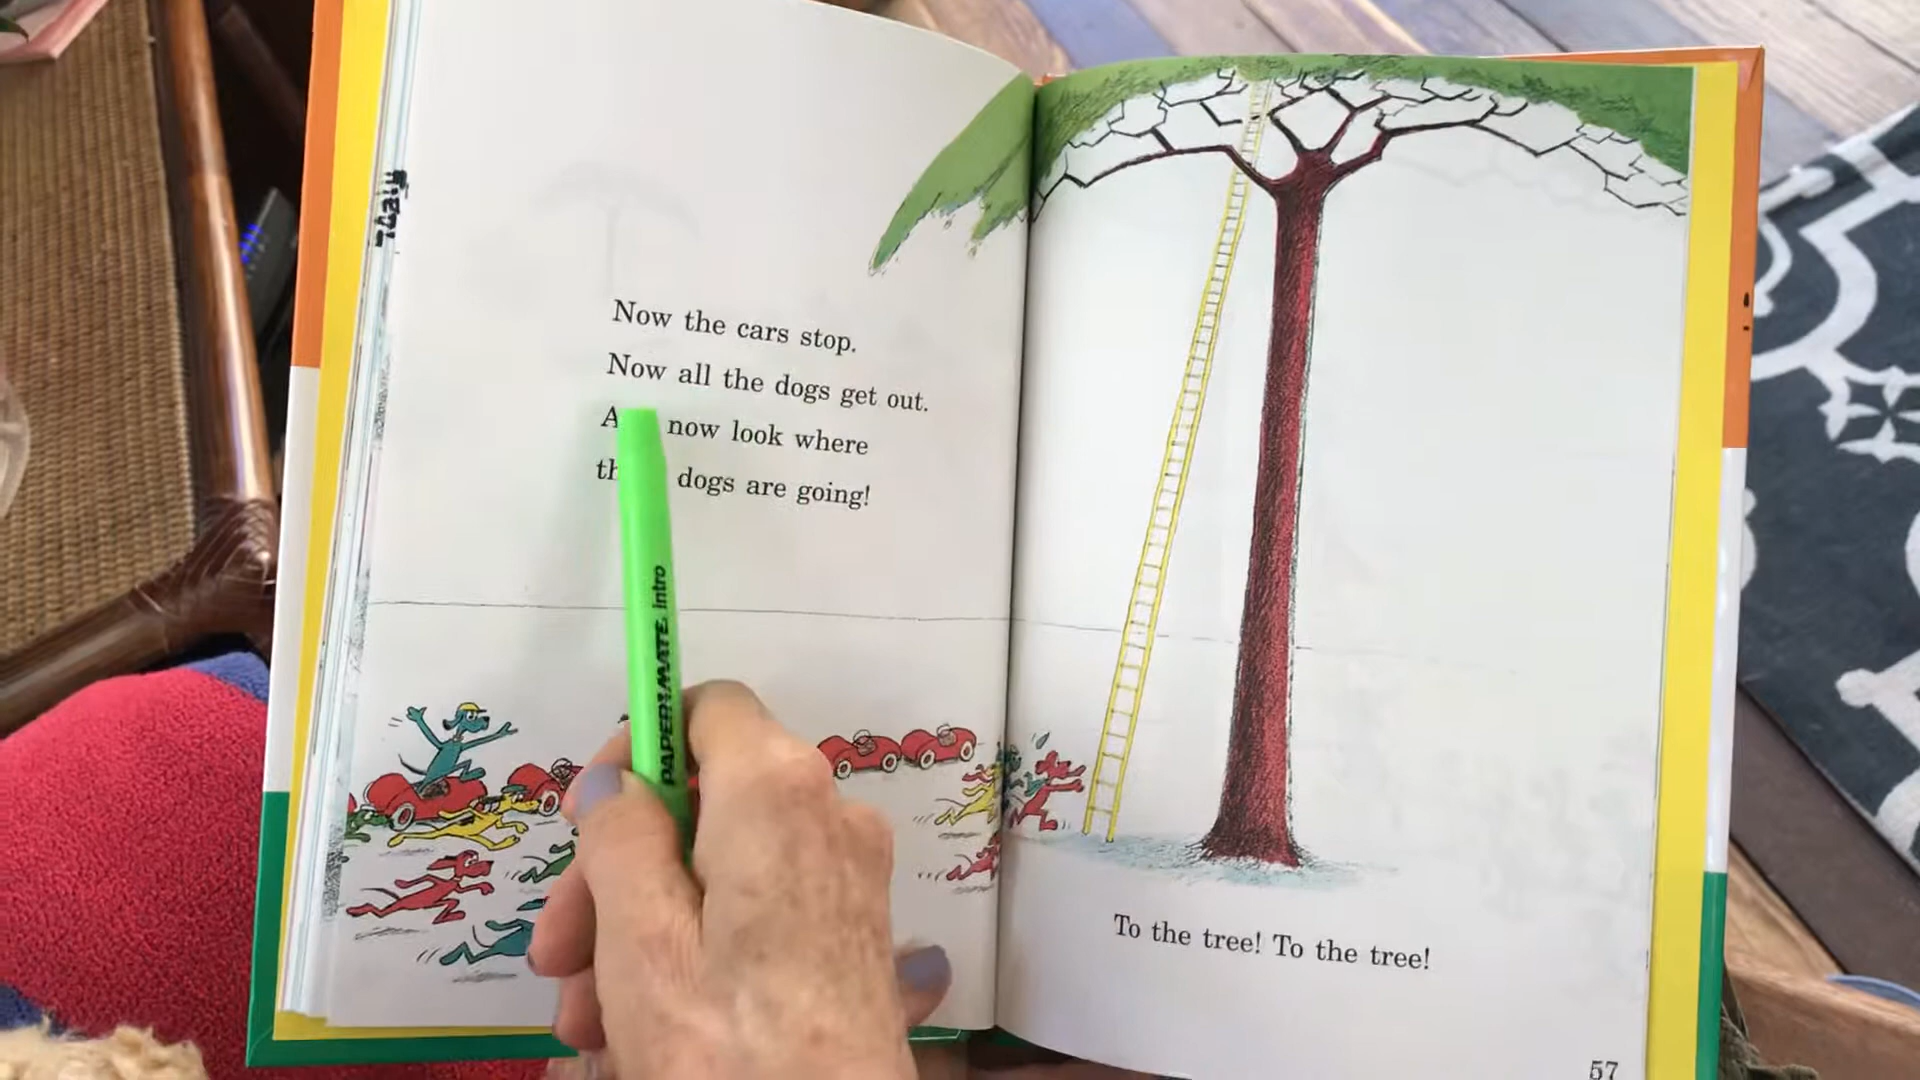 Now the cars stop.
Now all the dogs get out.
now look where
dogs are going!
PAPER MATE intro
To the tree! To the tree!
57